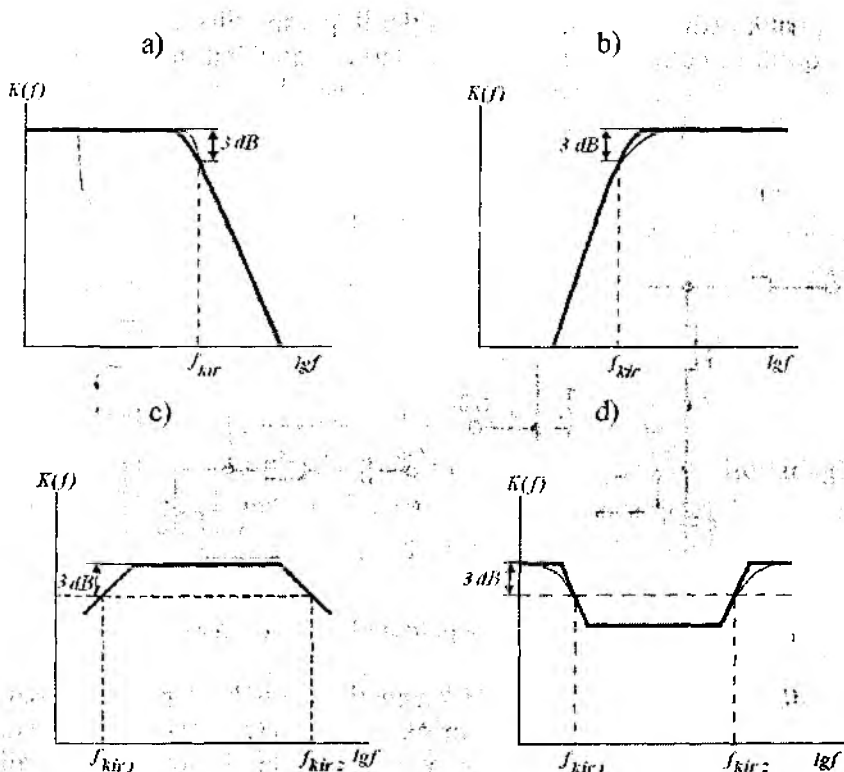 a)
b)
K(f)
3 dB
f_kir
lgf
K(f)
3 dB
f_kir
lgf
c)
d)
K(f)
3 dB
f_kir1
f_kir2
lgf
K(f)
3 dB
f_kir1
f_kir2
lgf